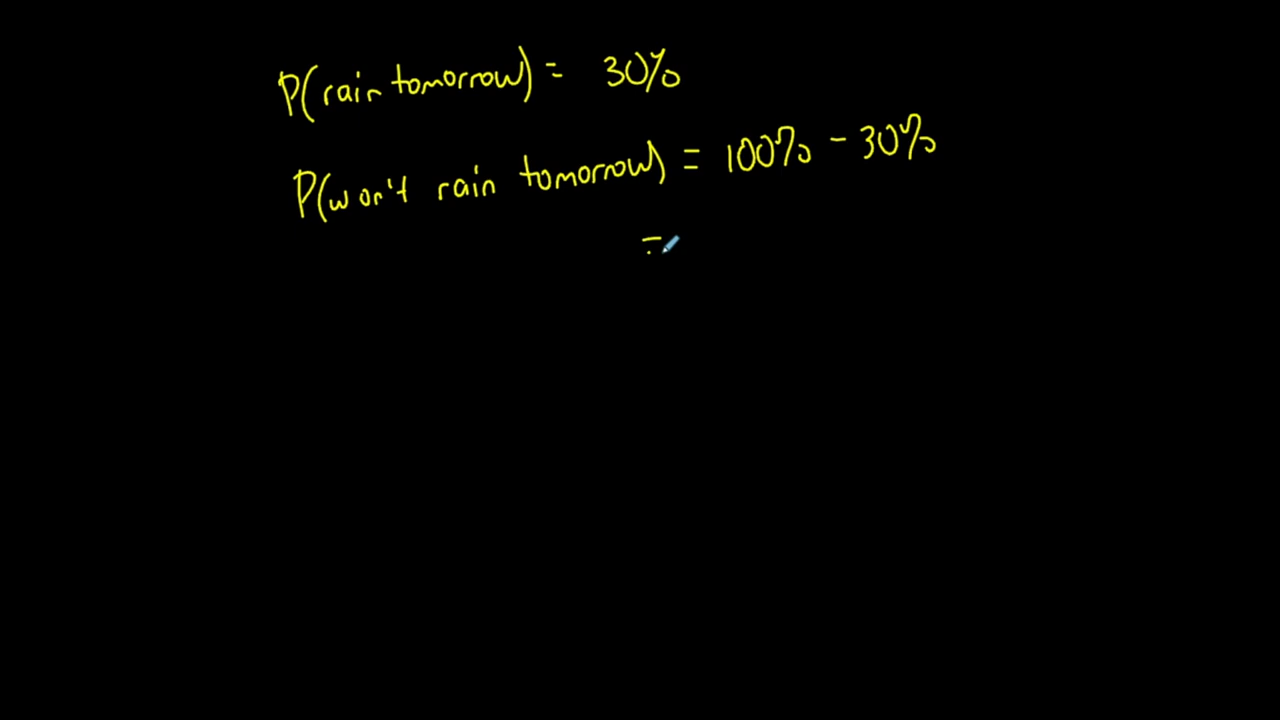 P(rain tomorrow) = 30%
P(won't rain tomorrow) = 100% - 30%
=